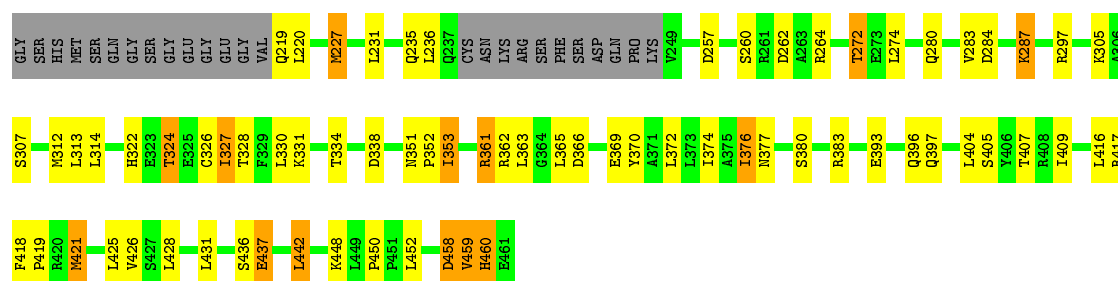 GLY SER HIS MET SER GLN GLY SER GLY GLU GLY GLU GLY VAL Q219 L220 M227 L231 Q235 L236 Q237 CYS ASN LYS ARG SER PHE SER ASP GLN PRO LYS V249 D257 S260 R261 D262 A263 R264 T272 E273 L274 Q280 V283 D284 K287 R297 K305 A306
S307 M312 L313 L314 H322 E323 T324 E325 G326 I327 T328 F329 L330 K331 T334 D338 N351 P352 I353 R361 R362 L363 G364 L365 D366 E369 Y370 A371 L372 L373 I374 A375 I376 N377 S380 R383 E393 Q396 Q397 L404 S405 Y406 T407 R408 I409 L416
F418 P419 R420 M421 L425 V426 S427 L428 L431 S436 E437 L442 K448 L449 P450 P451 L452 D458 V459 H460 E461